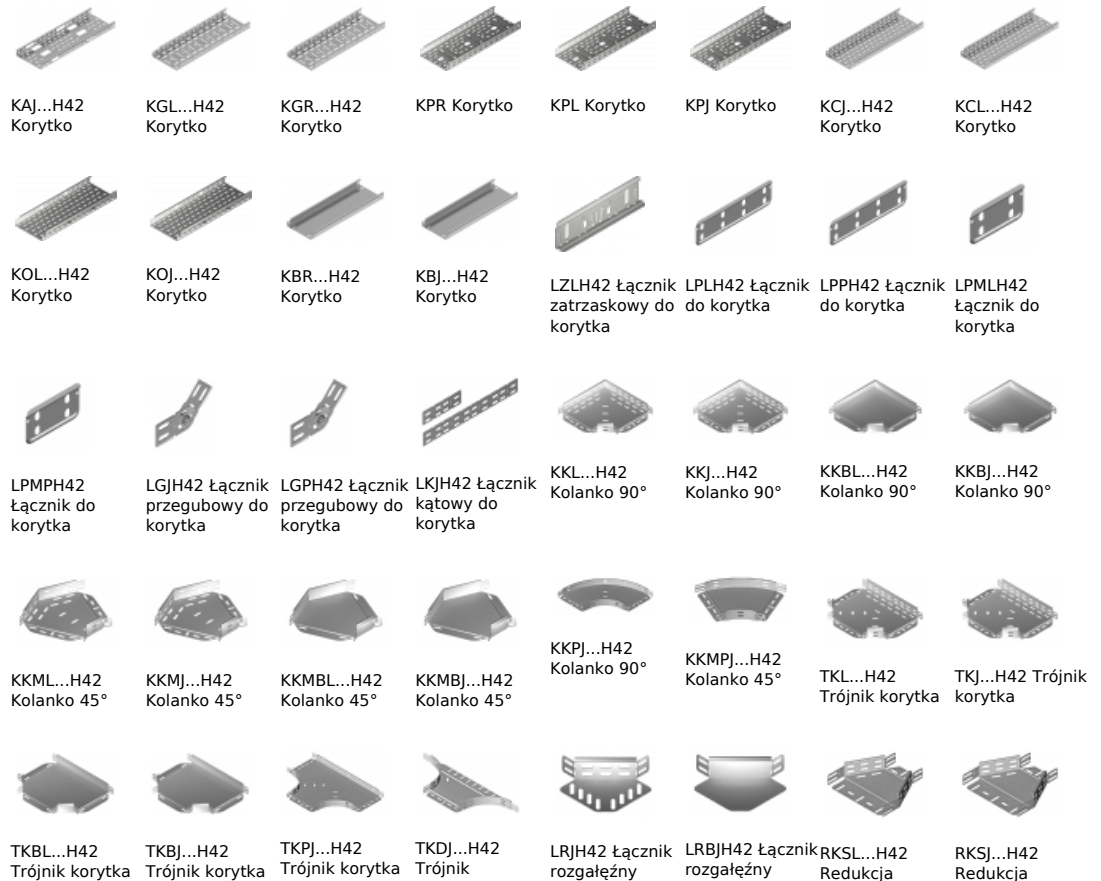 KAJ...H42
Korytko
KGL...H42
Korytko
KGR...H42
Korytko
KPR Korytko
KPL Korytko
KPJ Korytko
KCJ...H42
Korytko
KCL...H42
Korytko
KOL...H42
Korytko
KOJ...H42
Korytko
KBR...H42
Korytko
KBJ...H42
Korytko
LZLH42 Łącznik
zatrzaskowy do
korytka
LPLH42 Łącznik
do korytka
LPPH42 Łącznik
do korytka
LPMLH42
Łącznik do
korytka
LPMPH42
Łącznik do
korytka
LGJH42 Łącznik
przegubowy do
korytka
LGPH42 Łącznik
przegubowy do
korytka
LKJH42 Łącznik
kątowy do
korytka
KKL...H42
Kolanko 90°
KKJ...H42
Kolanko 90°
KKBL...H42
Kolanko 90°
KKBJ...H42
Kolanko 90°
KKML...H42
Kolanko 45°
KKMJ...H42
Kolanko 45°
KKMBL...H42
Kolanko 45°
KKMBJ...H42
Kolanko 45°
KKPJ...H42
Kolanko 90°
KKMPJ...H42
Kolanko 45°
TKL...H42
Trójnik korytka
TKJ...H42 Trójnik
korytka
TKBL...H42
Trójnik korytka
TKBJ...H42
Trójnik korytka
TKPJ...H42
Trójnik korytka
TKDJ...H42
Trójnik
LRJH42 Łącznik
rozgałęźny
LRBJH42 Łącznik
rozgałęźny
RKSL...H42
Redukcja
RKSJ...H42
Redukcja